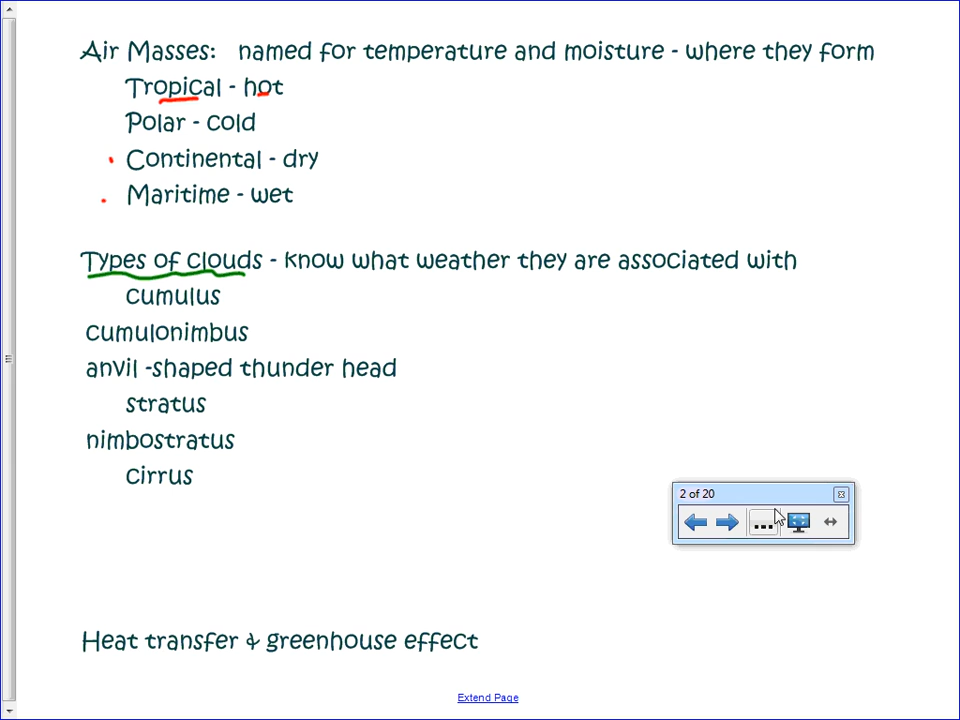 Air Masses: named for temperature and moisture - where they form
Tropical - hot
Polar - cold
Continental - dry
Maritime - wet
Types of clouds - know what weather they are associated with
cumulus
cumulonimbus
anvil -shaped thunder head
stratus
nimbostratus
cirrus
2 of 20
...
Heat transfer & greenhouse effect
Extend Page